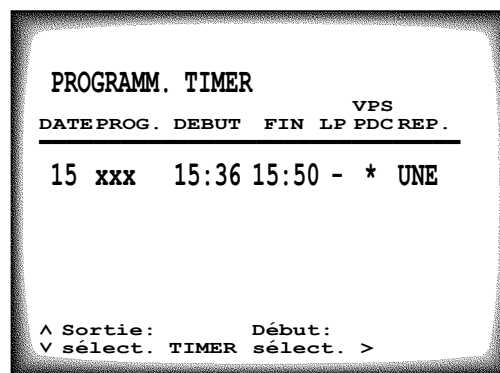 PROGRAMM. TIMER
VPS
DATE PROG. DEBUT FIN LP PDC REP.
15 xxx 15:36 15:50 - * UNE
^ Sortie: Début:
v sélect. TIMER sélect. >